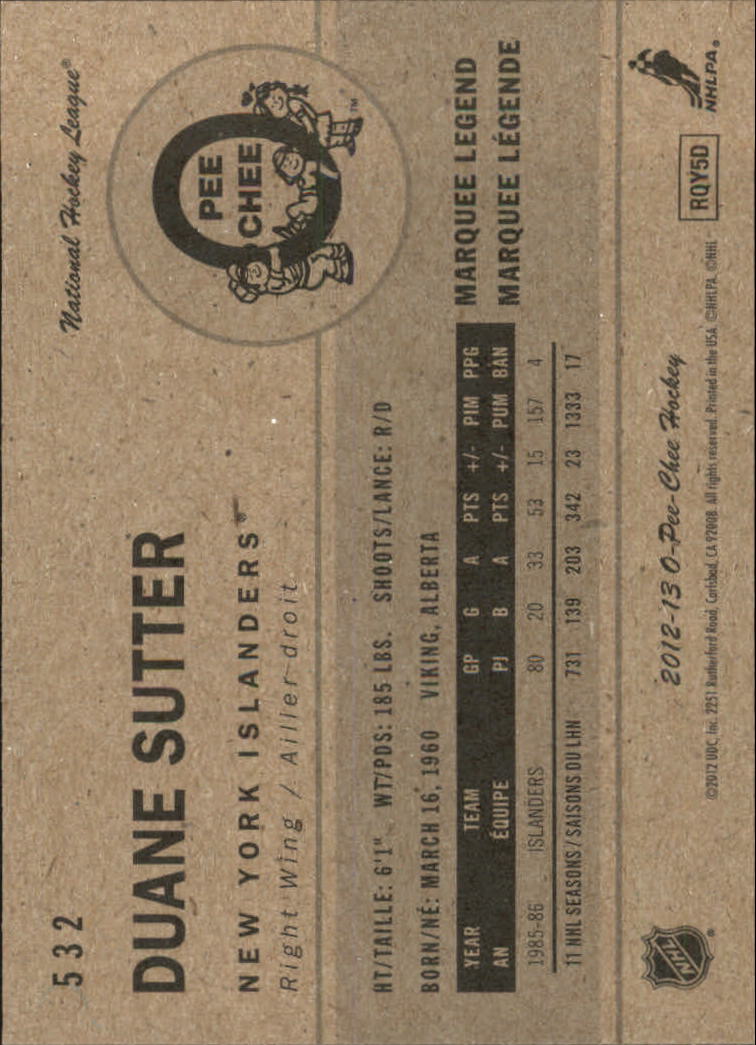 532
National Hockey League®
DUANE SUTTER
PEE
CHEE
TM
NEW YORK ISLANDERS®
Right Wing / Ailier droit
HT/TAILLE: 6'1" WT/PDS: 185 LBS. SHOOTS/LANCE: R/D
BORN/NÉ: MARCH 16, 1960 VIKING, ALBERTA
MARQUEE LEGEND
MARQUEE LÉGENDE
YEAR TEAM GP G A PTS +/- PIM PPG
AN ÉQUIPE PJ B A PTS +/- PUM BAN
1985-86 ISLANDERS 80 20 33 53 15 157 4
11 NHL SEASONS/SAISONS DU LHN 731 139 203 342 23 1333 17
NHL®
2012-13 O-Pee-Chee Hockey
RQY5D
NHLPA®
©2012 UDC, Inc. 2251 Rutherford Road, Carlsbad, CA 92008. All rights reserved. Printed in the USA. ©NHLPA. ©NHL